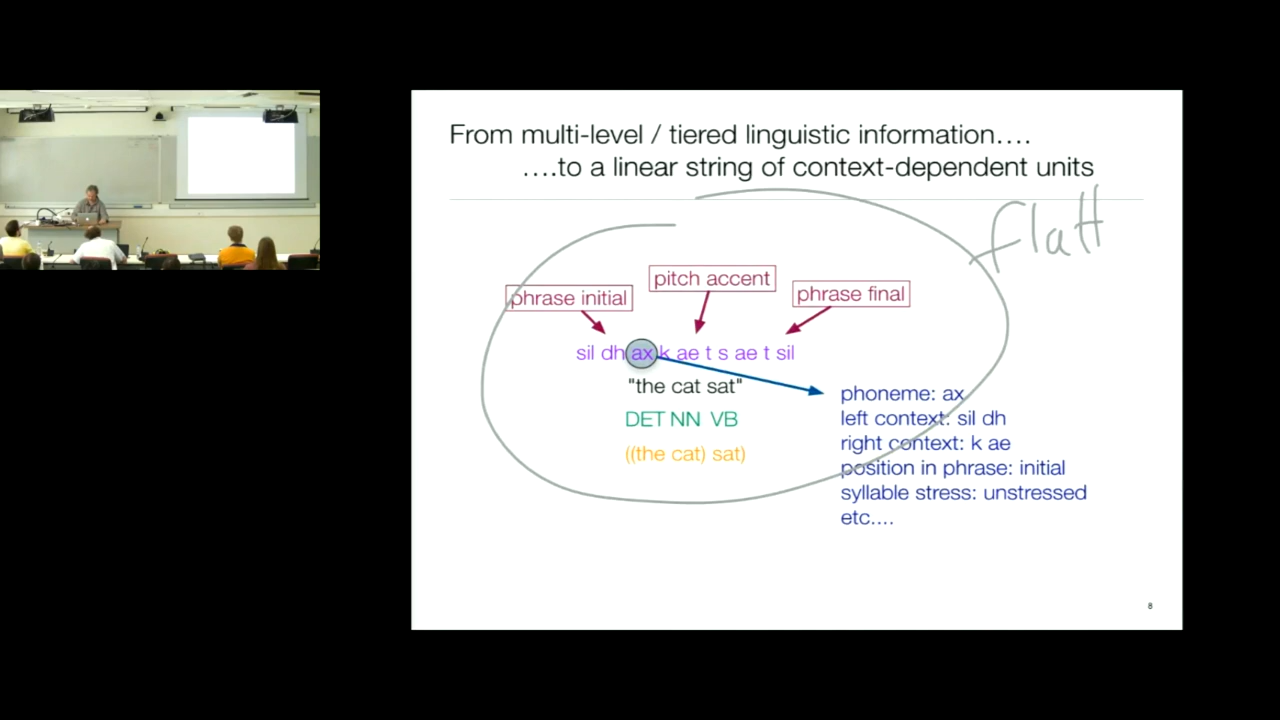 From multi-level / tiered linguistic information….
….to a linear string of context-dependent units
flatt
phrase initial
pitch accent
phrase final
sil dh ax k ae t s ae t sil
"the cat sat"
DET NN VB
((the cat) sat)
phoneme: ax
left context: sil dh
right context: k ae
position in phrase: initial
syllable stress: unstressed
etc....
8